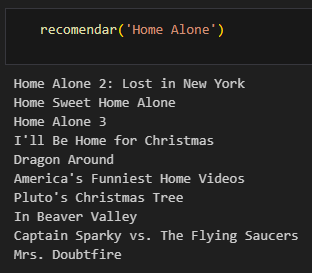 recomendar('Home Alone')
Home Alone 2: Lost in New York
Home Sweet Home Alone
Home Alone 3
I'll Be Home for Christmas
Dragon Around
America's Funniest Home Videos
Pluto's Christmas Tree
In Beaver Valley
Captain Sparky vs. The Flying Saucers
Mrs. Doubtfire